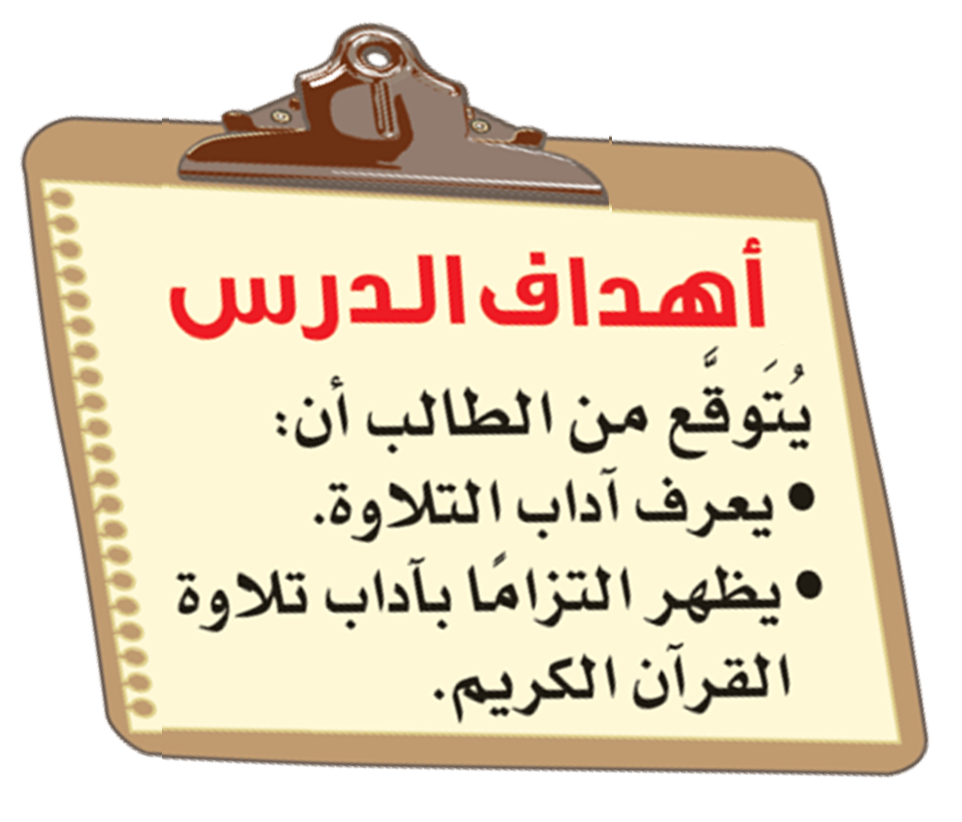 أهداف الدرس
يُتَوقَّع من الطالب أن:
• يعرف آداب التلاوة.
• يظهر التزامًا بآداب تلاوة
القرآن الكريم.